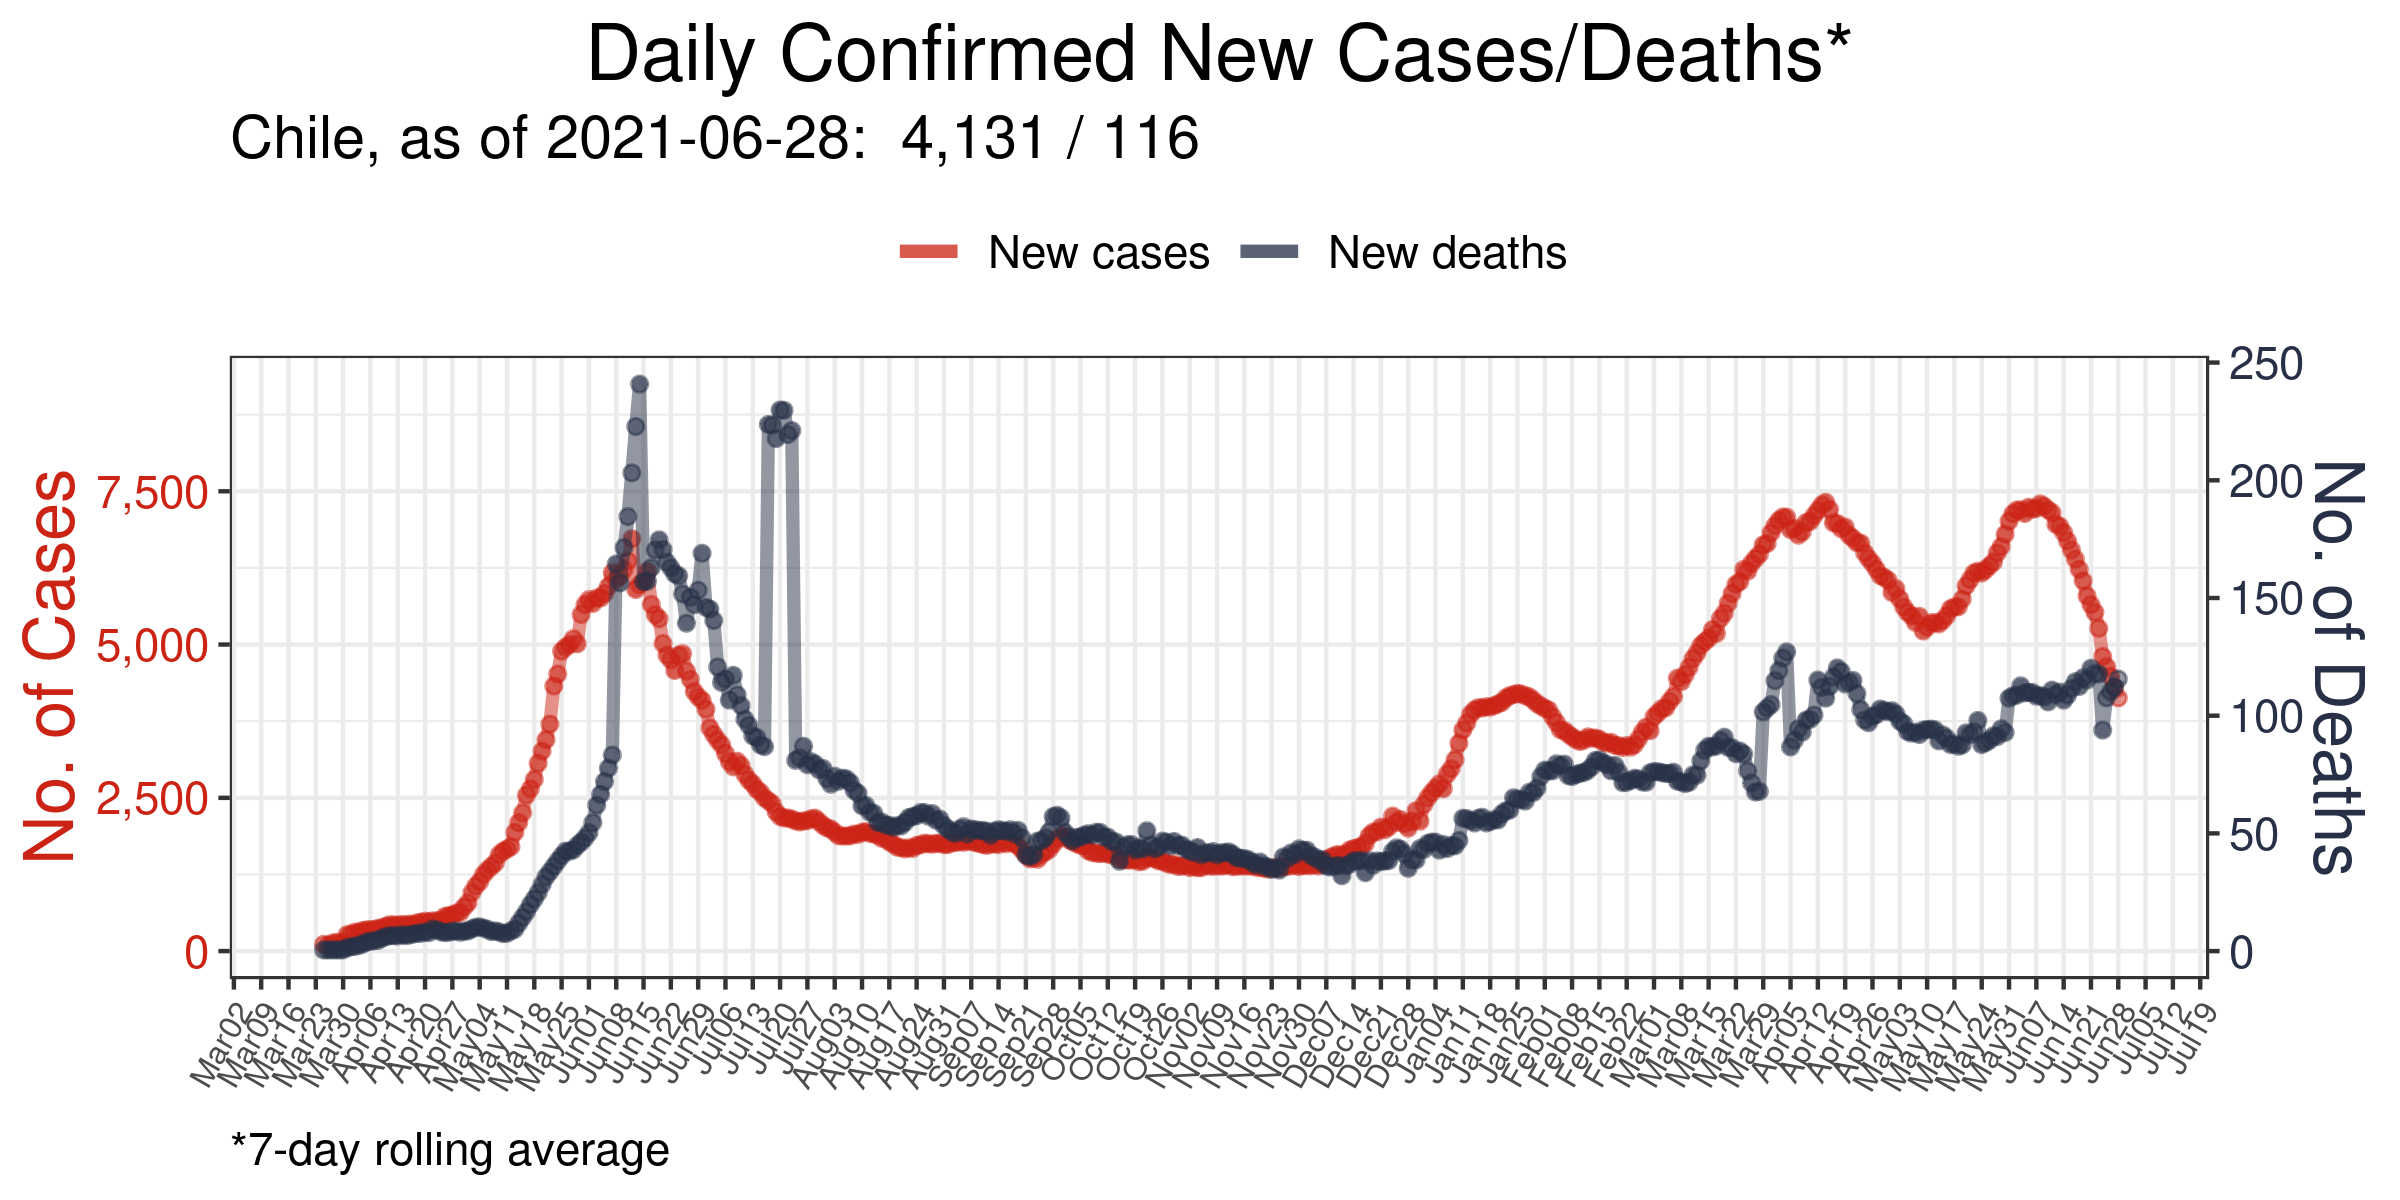 Daily Confirmed New Cases/Deaths*
Chile, as of 2021-06-28:  4,131 / 116
New cases
New deaths
No. of Cases
7,500
5,000
2,500
0
250
200
150
100
50
0
No. of Deaths
Mar02
Mar09
Mar16
Mar23
Mar30
Apr06
Apr13
Apr20
Apr27
May04
May11
May18
May25
Jun01
Jun08
Jun15
Jun22
Jun29
Jul06
Jul13
Jul20
Jul27
Aug03
Aug10
Aug17
Aug24
Aug31
Sep07
Sep14
Sep21
Sep28
Oct05
Oct12
Oct19
Oct26
Nov02
Nov09
Nov16
Nov23
Nov30
Dec07
Dec14
Dec21
Dec28
Jan04
Jan11
Jan18
Jan25
Feb01
Feb08
Feb15
Feb22
Mar01
Mar08
Mar15
Mar22
Mar29
Apr05
Apr12
Apr19
Apr26
May03
May10
May17
May24
May31
Jun07
Jun14
Jun21
Jun28
Jul05
Jul12
Jul19
*7-day rolling average